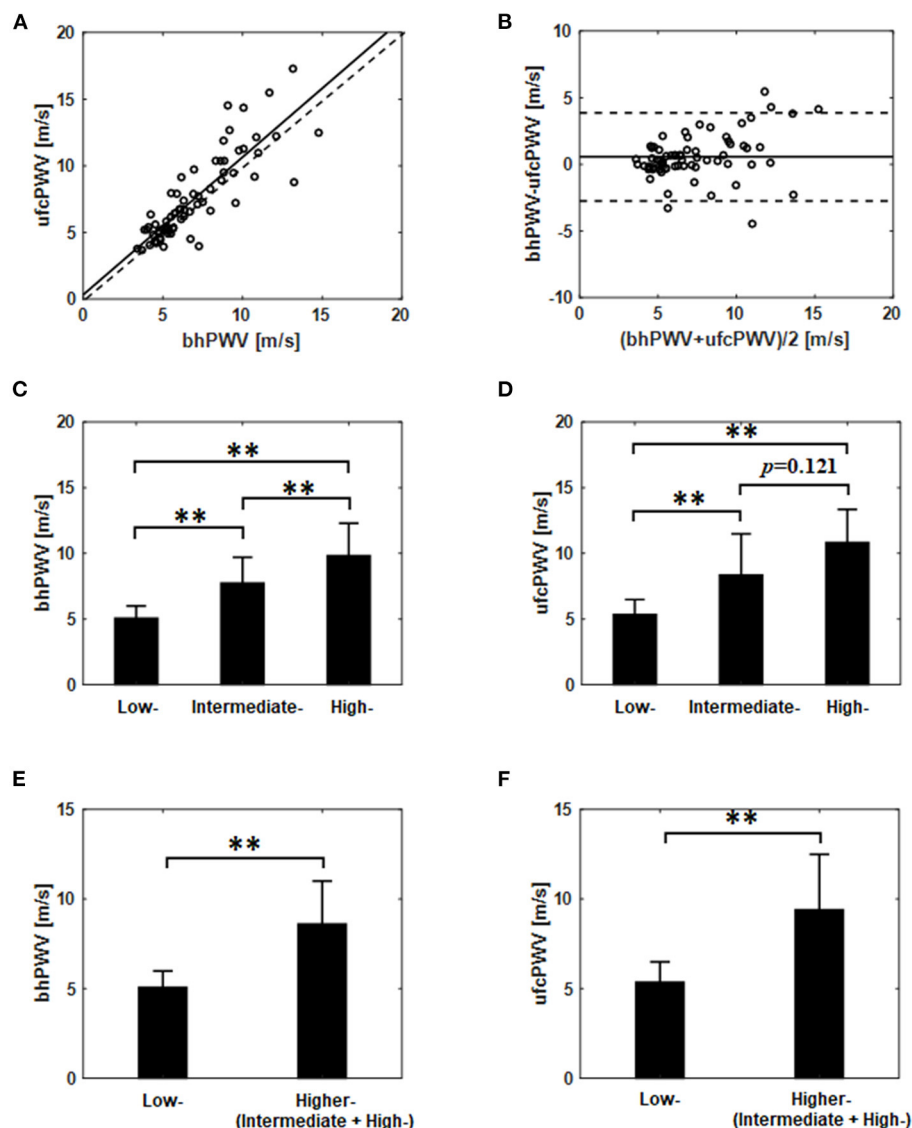 A
20
15
10
5
0
ufcPWV [m/s]
0 5 10 15 20
bhPWV [m/s]
B
10
5
0
-5
-10
bhPWV-ufcPWV [m/s]
0 5 10 15 20
(bhPWV+ufcPWV)/2 [m/s]
C
20
15
10
5
0
bhPWV [m/s]
**
**
**
Low- Intermediate- High-
D
20
15
10
5
0
ufcPWV [m/s]
**
p=0.121
**
Low- Intermediate- High-
E
15
10
5
0
bhPWV [m/s]
**
Low- Higher-
(Intermediate + High-)
F
15
10
5
0
ufcPWV [m/s]
**
Low- Higher-
(Intermediate + High-)